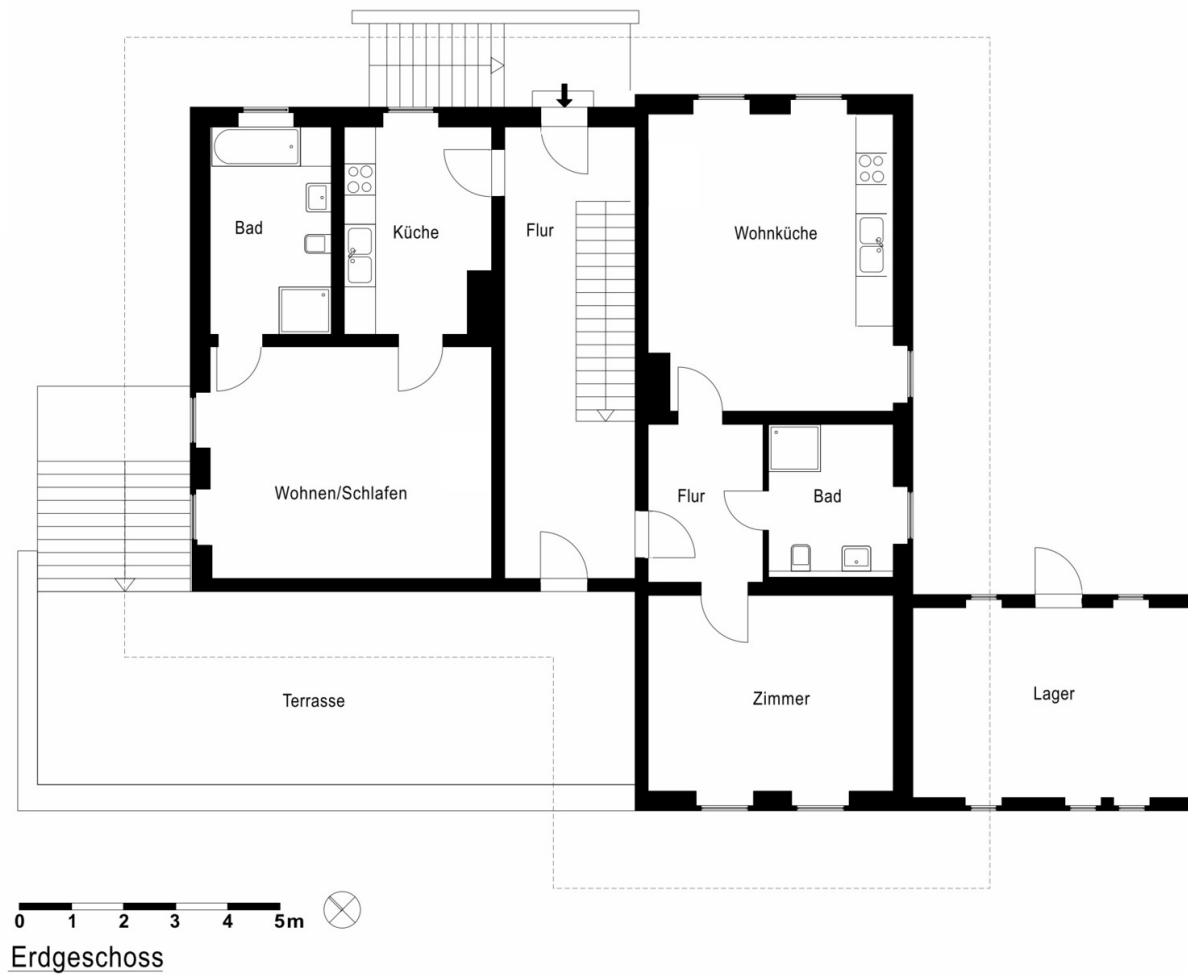 Bad
Küche
Flur
Wohnküche
Wohnen/Schlafen
Flur
Bad
Terrasse
Zimmer
Lager
0 1 2 3 4 5m
Erdgeschoss